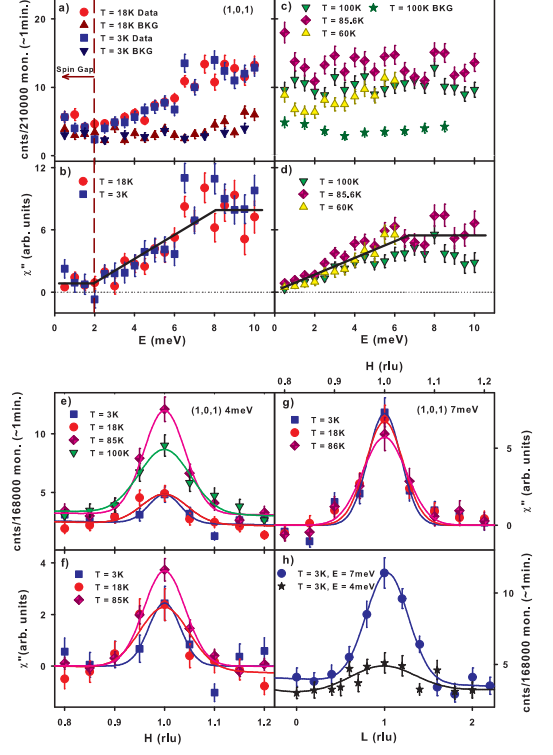 a)
T = 18K Data (1,0,1)
T = 18K BKG
T = 3K Data
T = 3K BKG
Spin Gap
cnts/210000 mon. (~1min.)
20
10
0
c)
T = 100K T = 100K BKG
T = 85.6K
T = 60K
b)
T = 18K
T = 3K
χ" (arb. units)
12
6
0
0 2 4 6 8 10
E (meV)
d)
T = 100K
T = 85.6K
T = 60K
0 2 4 6 8 10
E (meV)
H (rlu)
0.8 0.9 1.0 1.1 1.2
e) (1,0,1) 4meV
T = 3K
T = 18K
T = 85K
T = 100K
cnts/168000 mon. (~1min.)
10
5
g) (1,0,1) 7meV
T = 3K
T = 18K
T = 86K
5
0
χ" (arb. units)
f)
T = 3K
T = 18K
T = 85K
χ"(arb. units)
4
2
0
0.8 0.9 1.0 1.1 1.2
H (rlu)
h)
T = 3K, E = 7meV
T = 3K, E = 4meV
10
5
cnts/168000 mon. (~1min.)
0 1 2
L (rlu)